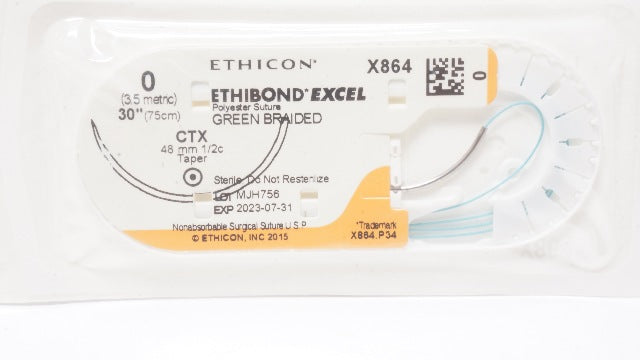 ETHICON*
X864
0
0
(3.5 metric)
30" (75cm)
ETHIBOND*EXCEL
Polyester Suture
GREEN BRAIDED
CTX
48 mm 1/2c
Taper
Sterile Do Not Resterilize
LOT MJH756
EXP 2023-07-31
Nonabsorbable Surgical Suture U.S.P.
© ETHICON, INC 2015
*Trademark
X864.P34